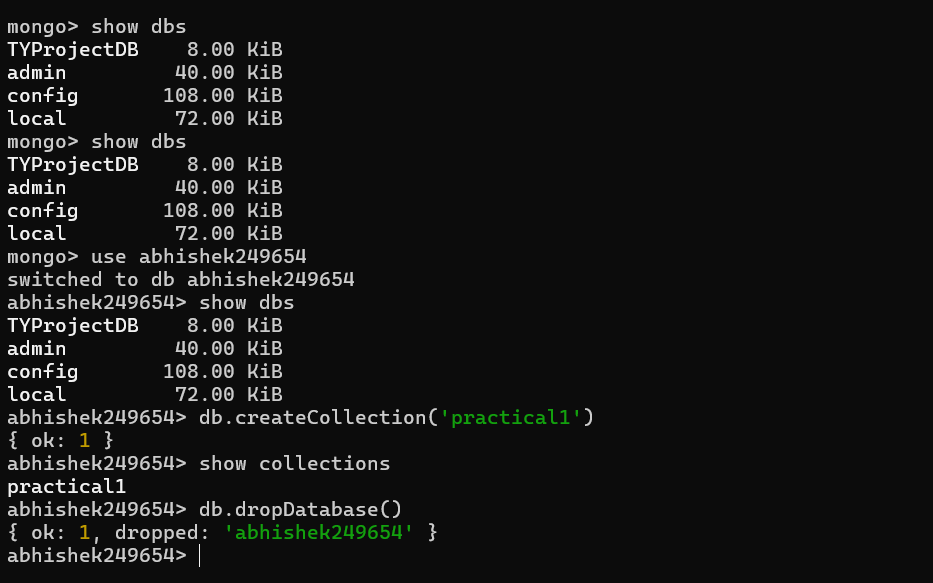 mongo> show dbs
TYProjectDB    8.00 KiB
admin         40.00 KiB
config       108.00 KiB
local         72.00 KiB
mongo> show dbs
TYProjectDB    8.00 KiB
admin         40.00 KiB
config       108.00 KiB
local         72.00 KiB
mongo> use abhishek249654
switched to db abhishek249654
abhishek249654> show dbs
TYProjectDB    8.00 KiB
admin         40.00 KiB
config       108.00 KiB
local         72.00 KiB
abhishek249654> db.createCollection('practical1')
{ ok: 1 }
abhishek249654> show collections
practical1
abhishek249654> db.dropDatabase()
{ ok: 1, dropped: 'abhishek249654' }
abhishek249654>